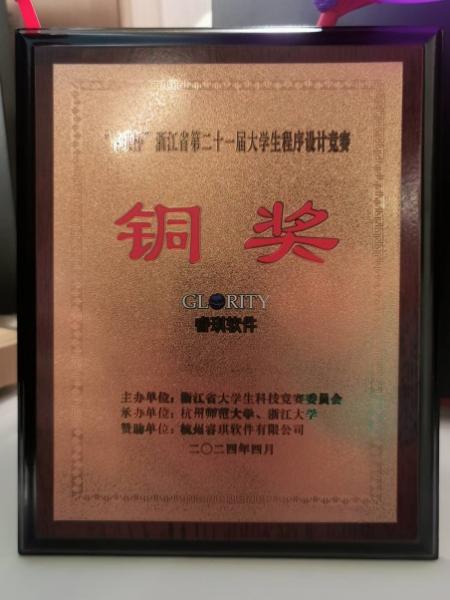 杯”浙江省第二十一届大学生程序设计竞赛
铜奖
GLORITY
睿琪软件
主办单位：浙江省大学生科技竞赛委员会
承办单位：杭州师范大学、浙江大学
赞助单位：杭州睿琪软件有限公司
二〇二四年四月